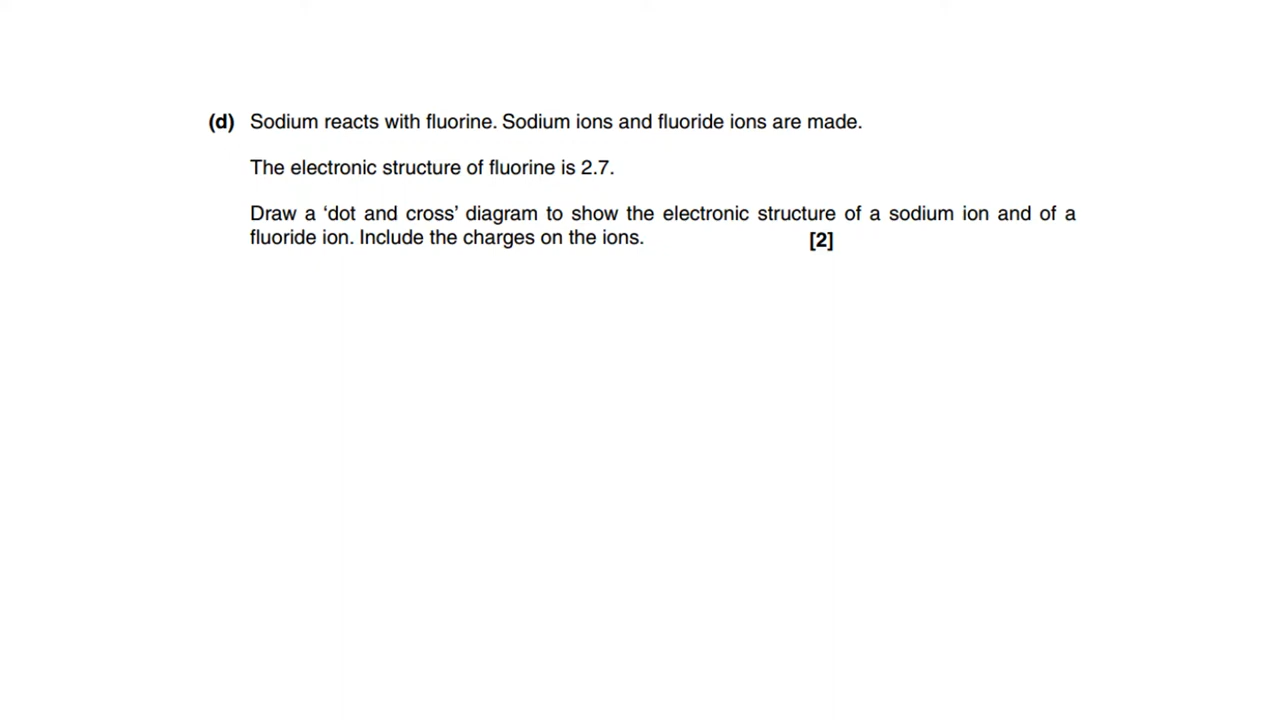 (d) Sodium reacts with fluorine. Sodium ions and fluoride ions are made.
The electronic structure of fluorine is 2.7.
Draw a ‘dot and cross’ diagram to show the electronic structure of a sodium ion and of a
fluoride ion. Include the charges on the ions. [2]